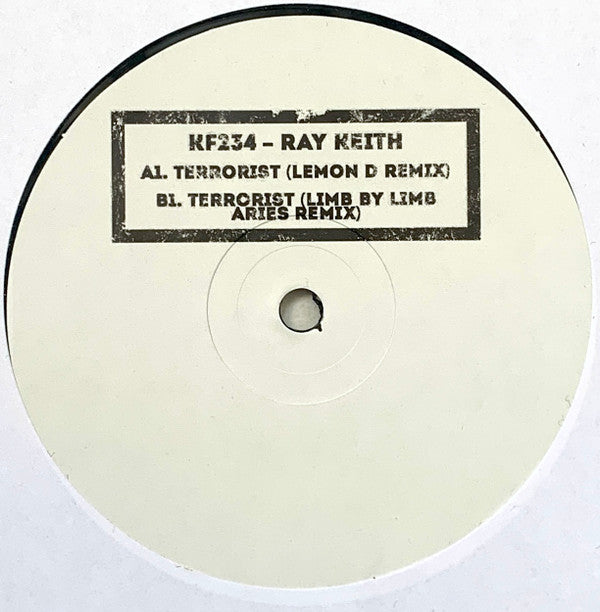 KF234 – RAY KEITH
A1. TERRORIST (LEMON D REMIX)
B1. TERRORIST (LIMB BY LIMB
ARIES REMIX)